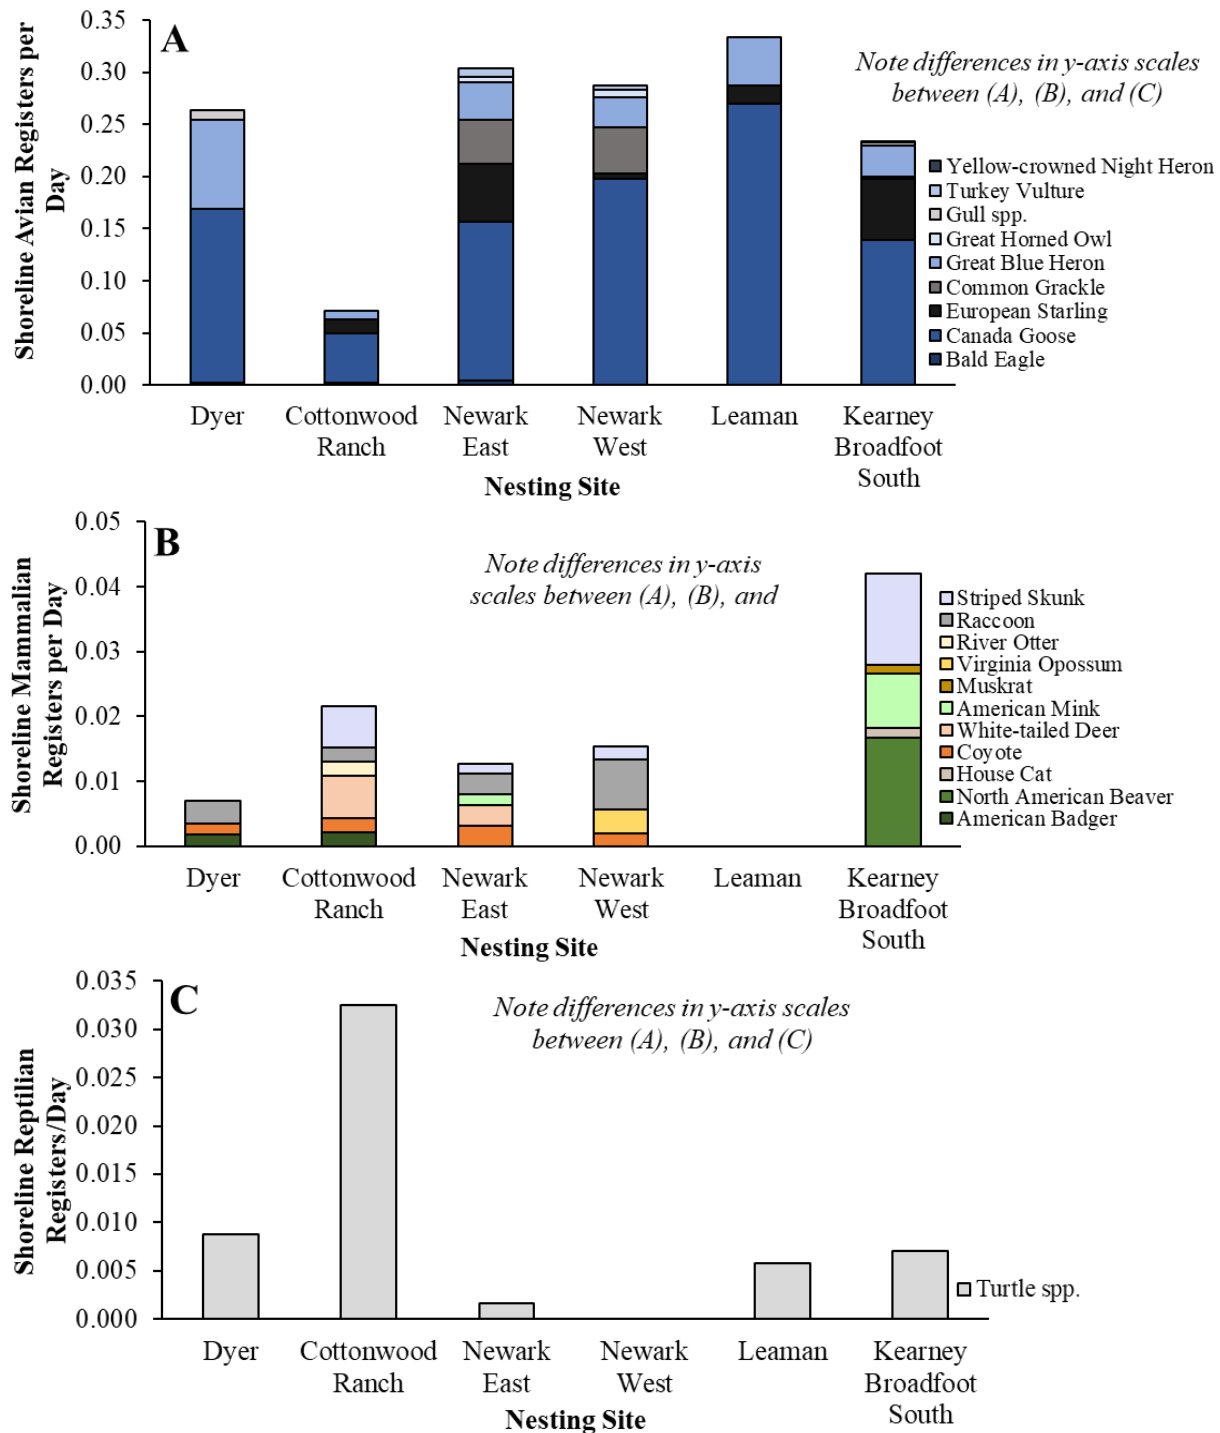 A
Shoreline Avian Registers per
Day
0.35
0.30
0.25
0.20
0.15
0.10
0.05
0.00
Note differences in y-axis scales
between (A), (B), and (C)
Yellow-crowned Night Heron
Turkey Vulture
Gull spp.
Great Horned Owl
Great Blue Heron
Common Grackle
European Starling
Canada Goose
Bald Eagle
Dyer
Cottonwood
Ranch
Newark
East
Newark
West
Leaman
Kearney
Broadfoot
South
Nesting Site
B
Shoreline Mammalian
Registers per Day
0.05
0.04
0.03
0.02
0.01
0.00
Note differences in y-axis
scales between (A), (B), and
Striped Skunk
Raccoon
River Otter
Virginia Opossum
Muskrat
American Mink
White-tailed Deer
Coyote
House Cat
North American Beaver
American Badger
Dyer
Cottonwood
Ranch
Newark
East
Newark
West
Leaman
Kearney
Broadfoot
South
Nesting Site
C
Shoreline Reptilian
Registers/Day
0.035
0.030
0.025
0.020
0.015
0.010
0.005
0.000
Note differences in y-axis scales
between (A), (B), and (C)
Turtle spp.
Dyer
Cottonwood
Ranch
Newark
East
Newark
West
Leaman
Kearney
Broadfoot
South
Nesting Site